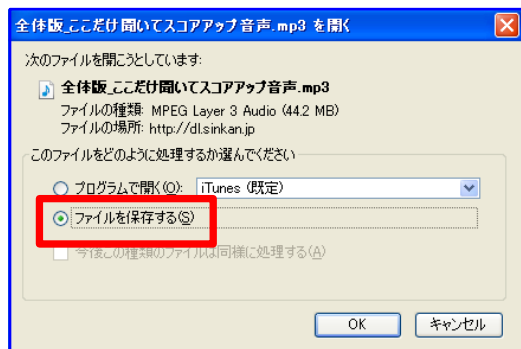 全体版_ここだけ聞いてスコアアップ音声.mp3 を開く
次のファイルを開こうとしています:
全体版_ここだけ聞いてスコアアップ音声.mp3
ファイルの種類: MPEG Layer 3 Audio (44.2 MB)
ファイルの場所: http://dl.sinkan.jp
このファイルをどのように処理するか選んでください
プログラムで開く(O): iTunes (既定)
ファイルを保存する(S)
今後この種類のファイルは同様に処理する(A)
OK キャンセル